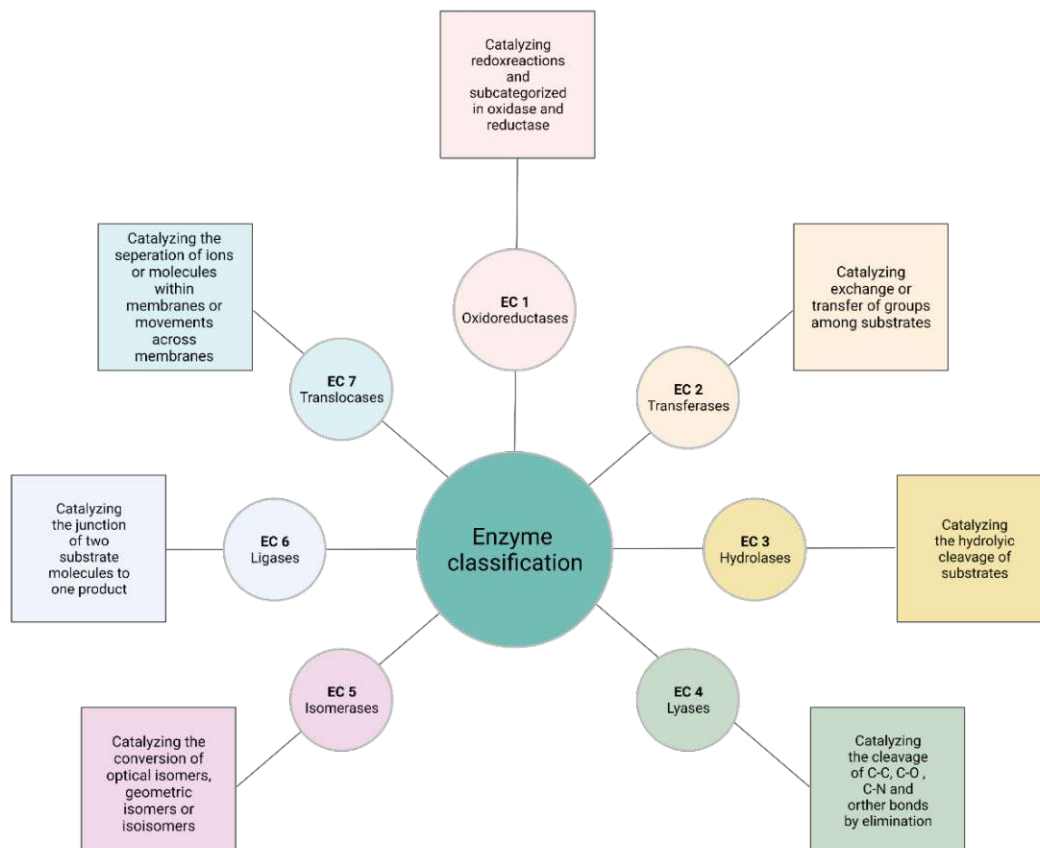 Catalyzing
redoxreactions
and
subcategorized
in oxidase and
reductase
EC 1
Oxidoreductases
Catalyzing the
seperation of ions
or molecules
within
membranes or
movements
across
membranes
EC 7
Translocases
Catalyzing
exchange or
transfer of groups
among substrates
EC 2
Transferases
Catalyzing
the junction
of two
substrate
molecules to
one product
EC 6
Ligases
Enzyme
classification
EC 3
Hydrolases
Catalyzing
the hydrolyic
cleavage of
substrates
EC 5
Isomerases
Catalyzing the
conversion of
optical isomers,
geometric
isomers or
isoisomers
EC 4
Lyases
Catalyzing
the cleavage
of C-C, C-O ,
C-N and
orther bonds
by elimination